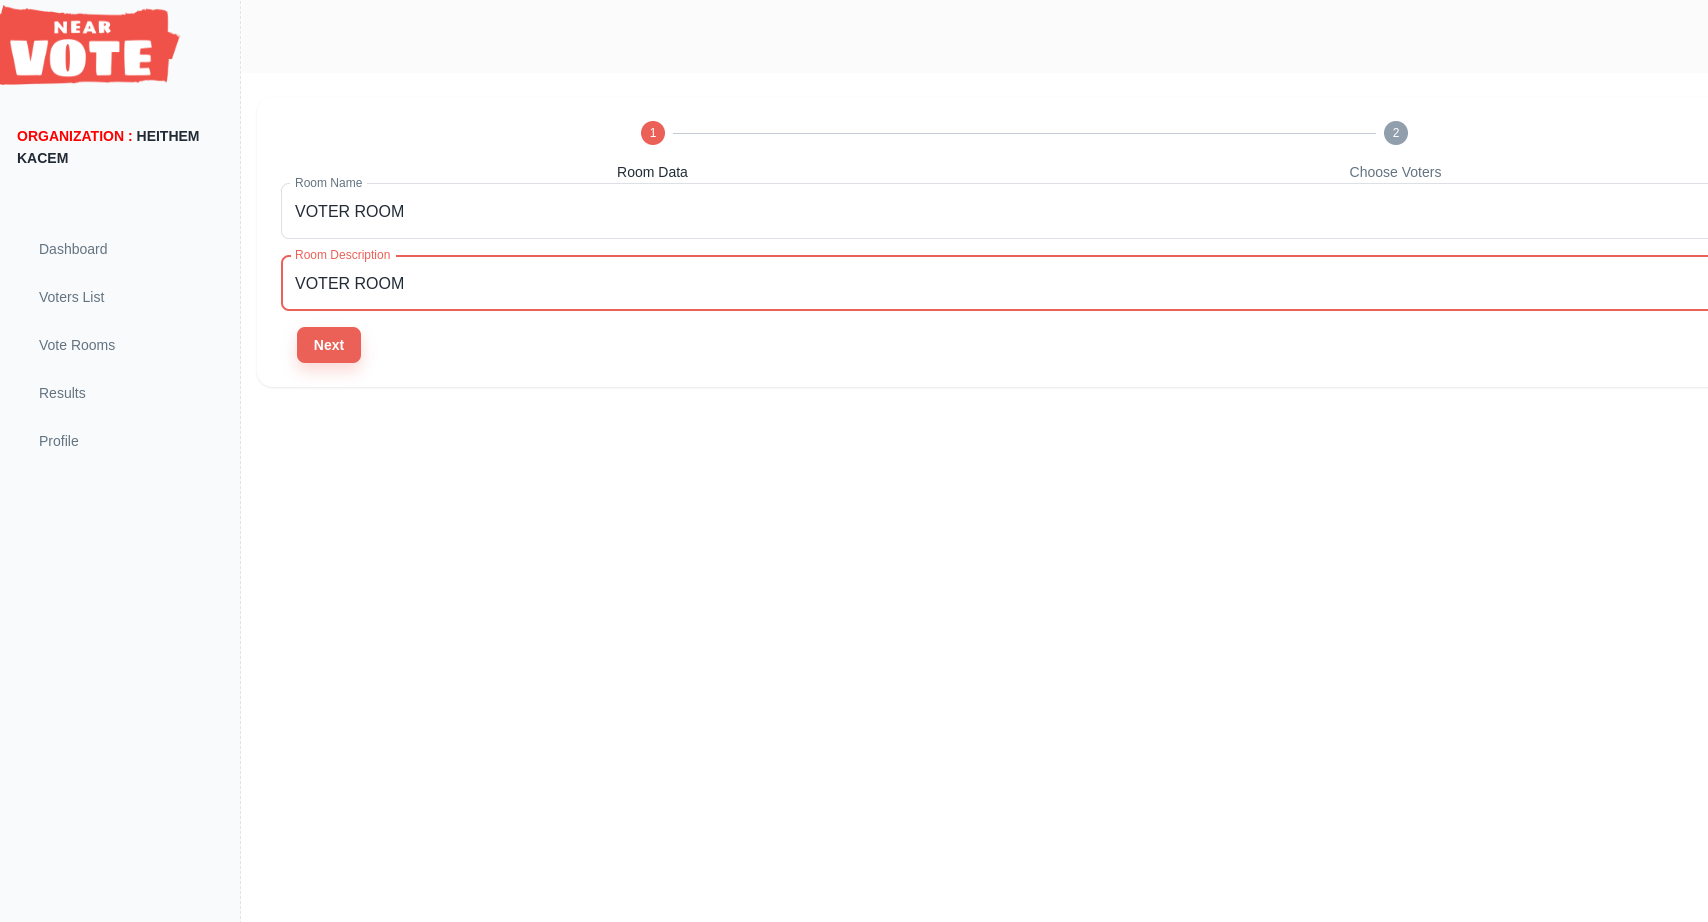 NEAR
VOTE
ORGANIZATION : HEITHEM
KACEM
Dashboard
Voters List
Vote Rooms
Results
Profile
1
2
Room Data
Choose Voters
Room Name
VOTER ROOM
Room Description
VOTER ROOM
Next